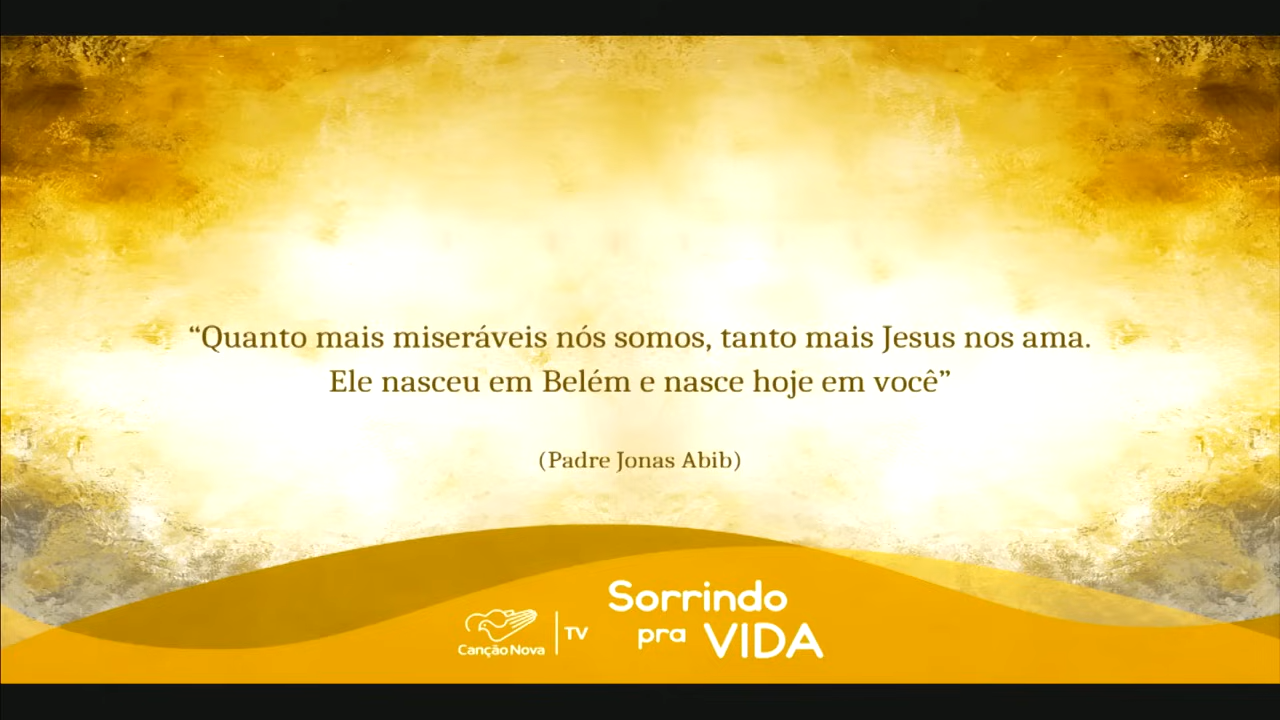 “Quanto mais miseráveis nós somos, tanto mais Jesus nos ama.
Ele nasceu em Belém e nasce hoje em você”
(Padre Jonas Abib)
Sorrindo
pra VIDA
Canção Nova TV